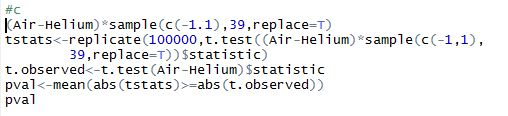 #c
(Air-Helium)*sample(c(-1.1),39,replace=T)
tstats<-replicate(100000,t.test((Air-Helium)*sample(c(-1,1),
39,replace=T))$statistic)
t.observed<-t.test(Air-Helium)$statistic
pval<-mean(abs(tstats)>=abs(t.observed))
pval